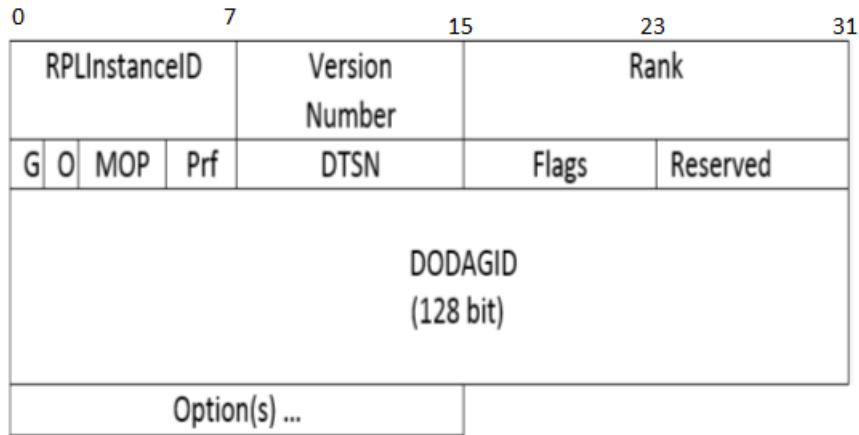 0 7 15 23 31
RPLInstanceID Version Number Rank
G O MOP Prf DTSN Flags Reserved
DODAGID
(128 bit)
Option(s) ...